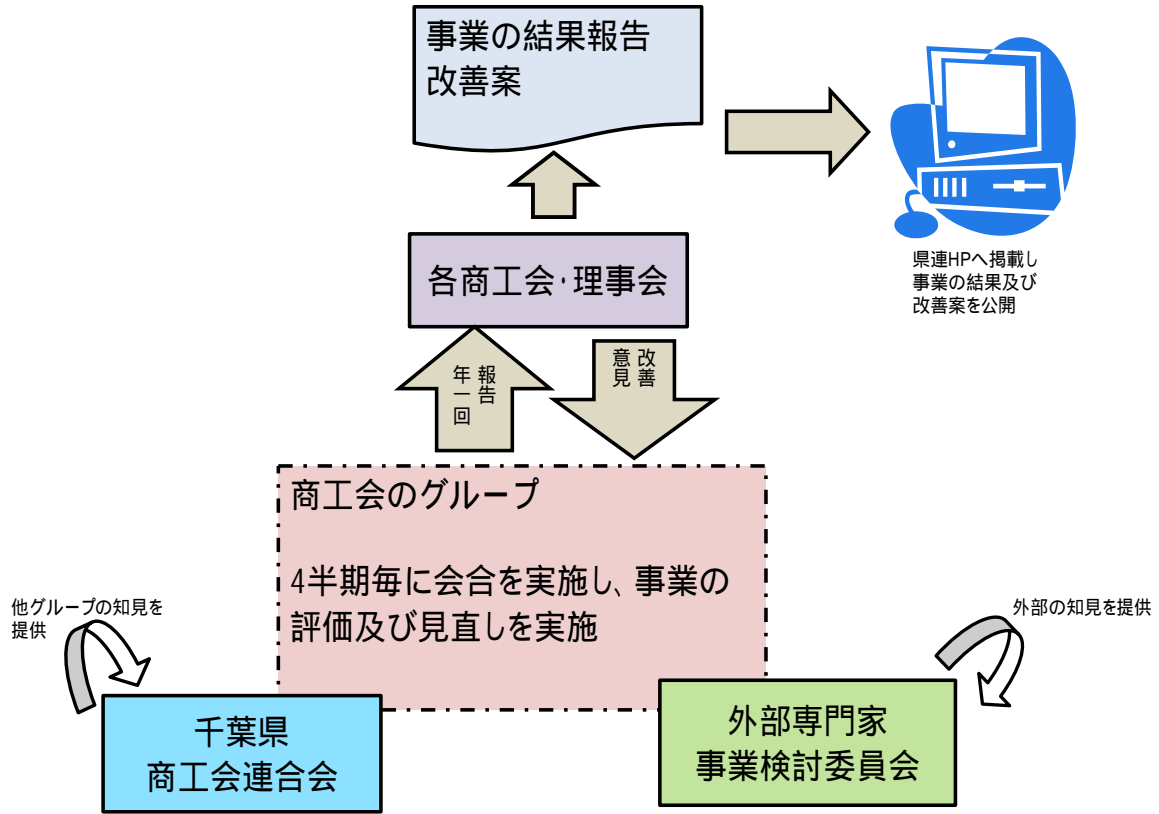 事業の結果報告
改善案
県連HPへ掲載し
事業の結果及び
改善案を公開
各商工会・理事会
報告
年一回
改善
意見
商工会のグループ
4半期毎に会合を実施し、事業の
評価及び見直しを実施
他グループの知見を
提供
外部の知見を提供
千葉県
商工会連合会
外部専門家
事業検討委員会